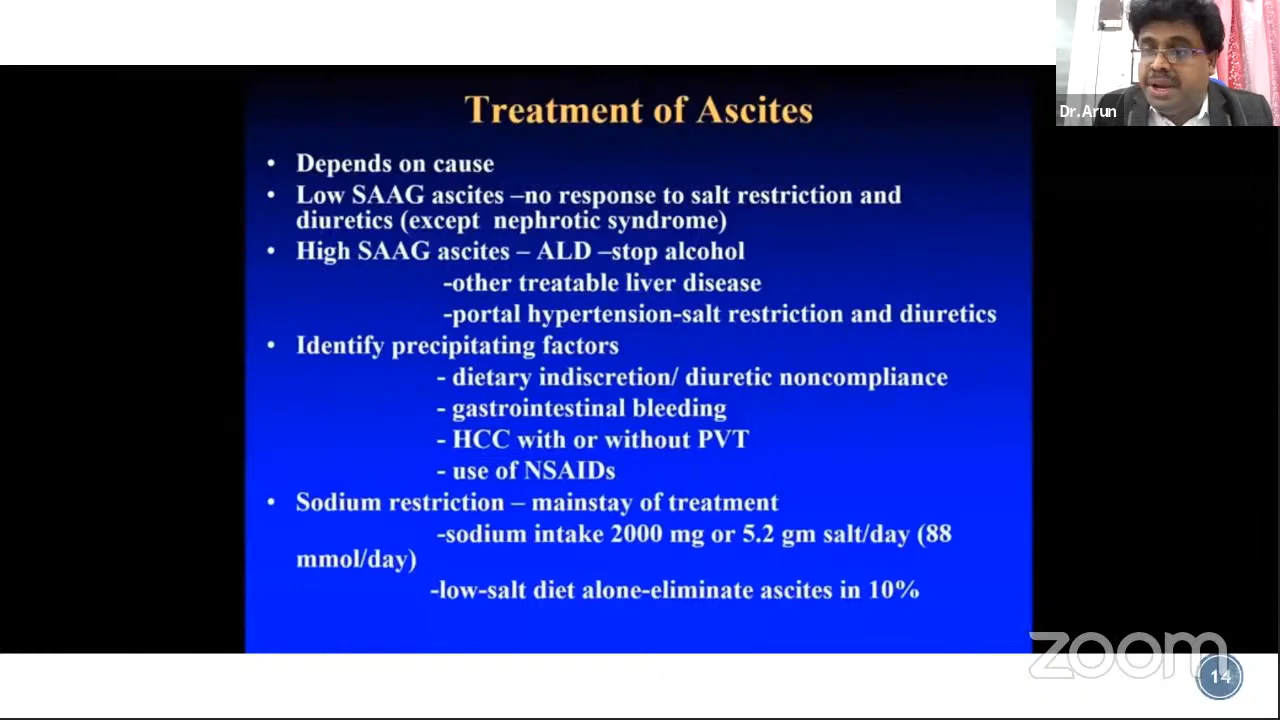 Dr.Arun
Treatment of Ascites
• Depends on cause
• Low SAAG ascites –no response to salt restriction and
diuretics (except nephrotic syndrome)
• High SAAG ascites – ALD –stop alcohol
-other treatable liver disease
-portal hypertension-salt restriction and diuretics
• Identify precipitating factors
- dietary indiscretion/ diuretic noncompliance
- gastrointestinal bleeding
- HCC with or without PVT
- use of NSAIDs
• Sodium restriction – mainstay of treatment
-sodium intake 2000 mg or 5.2 gm salt/day (88
mmol/day)
-low-salt diet alone-eliminate ascites in 10%
zoom
14